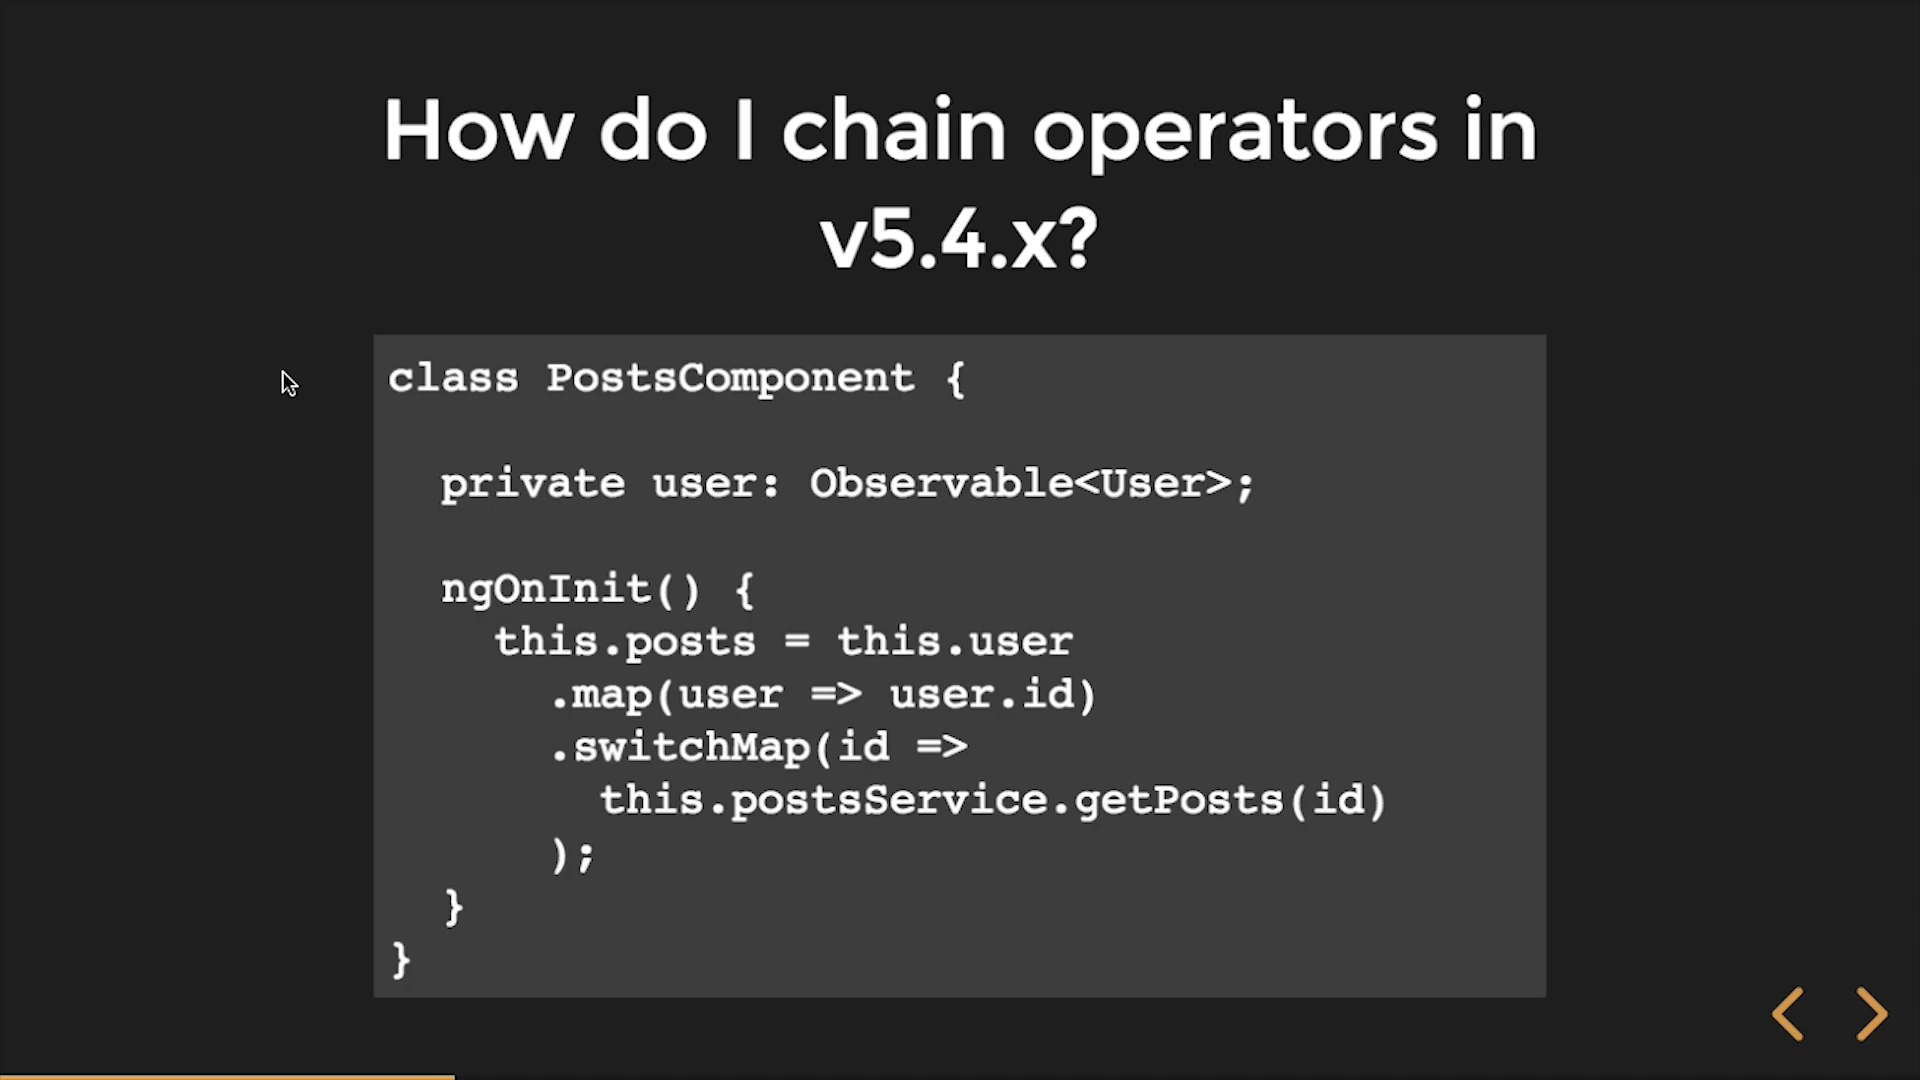 How do I chain operators in
v5.4.x?
class PostsComponent {
private user: Observable<User>;
ngOnInit() {
this.posts = this.user
.map(user => user.id)
.switchMap(id =>
this.postsService.getPosts(id)
);
}
}